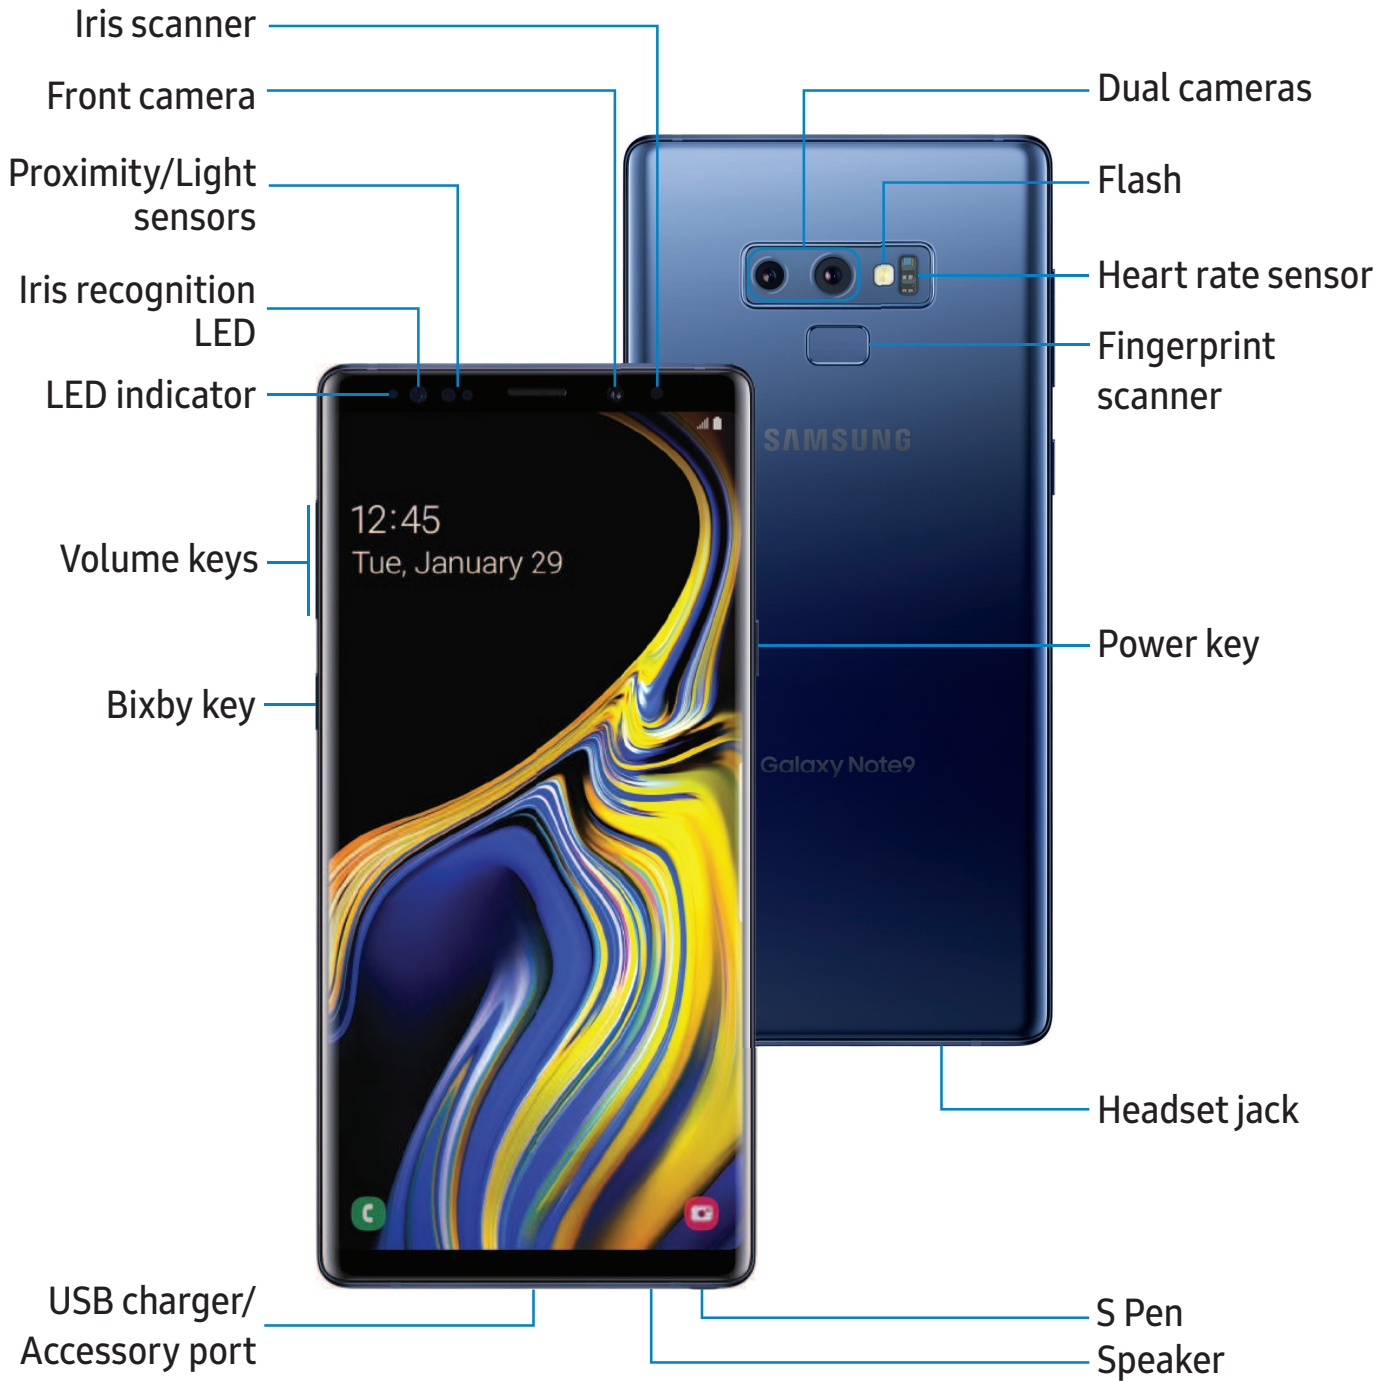 Iris scanner
Front camera
Proximity/Light
sensors
Iris recognition
LED
LED indicator
Volume keys
Bixby key
USB charger/
Accessory port
12:45
Tue, January 29
Dual cameras
Flash
Heart rate sensor
Fingerprint
scanner
SAMSUNG
Power key
Galaxy Note9
Headset jack
S Pen
Speaker